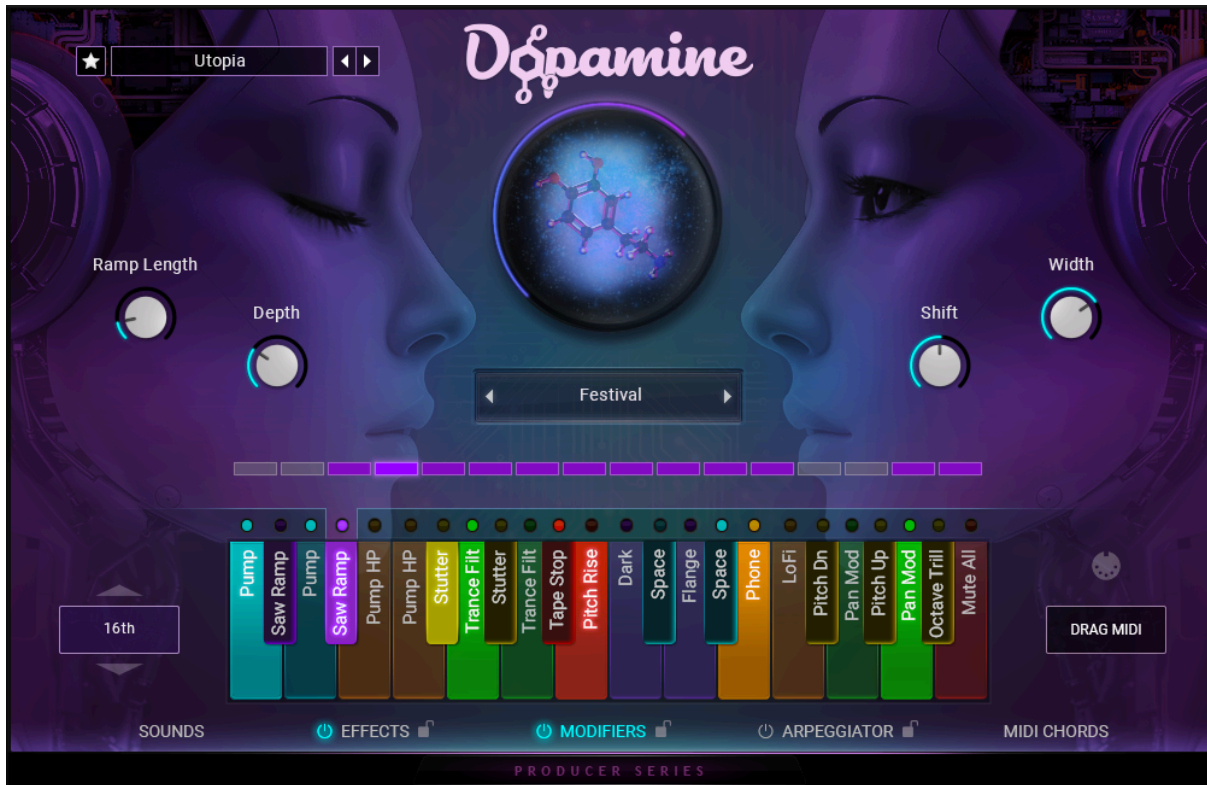 Dopamine
Utopia
Ramp Length
Depth
Width
Shift
Festival
Pump
Saw Ramp
Pump
Saw Ramp
Pump HP
Pump HP
Stutter
Trance Filt
Stutter
Trance Filt
Tape Stop
Pitch Rise
Dark
Space
Flange
Space
Phone
LoFi
Pitch Dn
Pan Mod
Pitch Up
Pan Mod
Octave Trill
Mute All
16th
DRAG MIDI
SOUNDS
EFFECTS
MODIFIERS
ARPEGGIATOR
MIDI CHORDS
PRODUCER SERIES